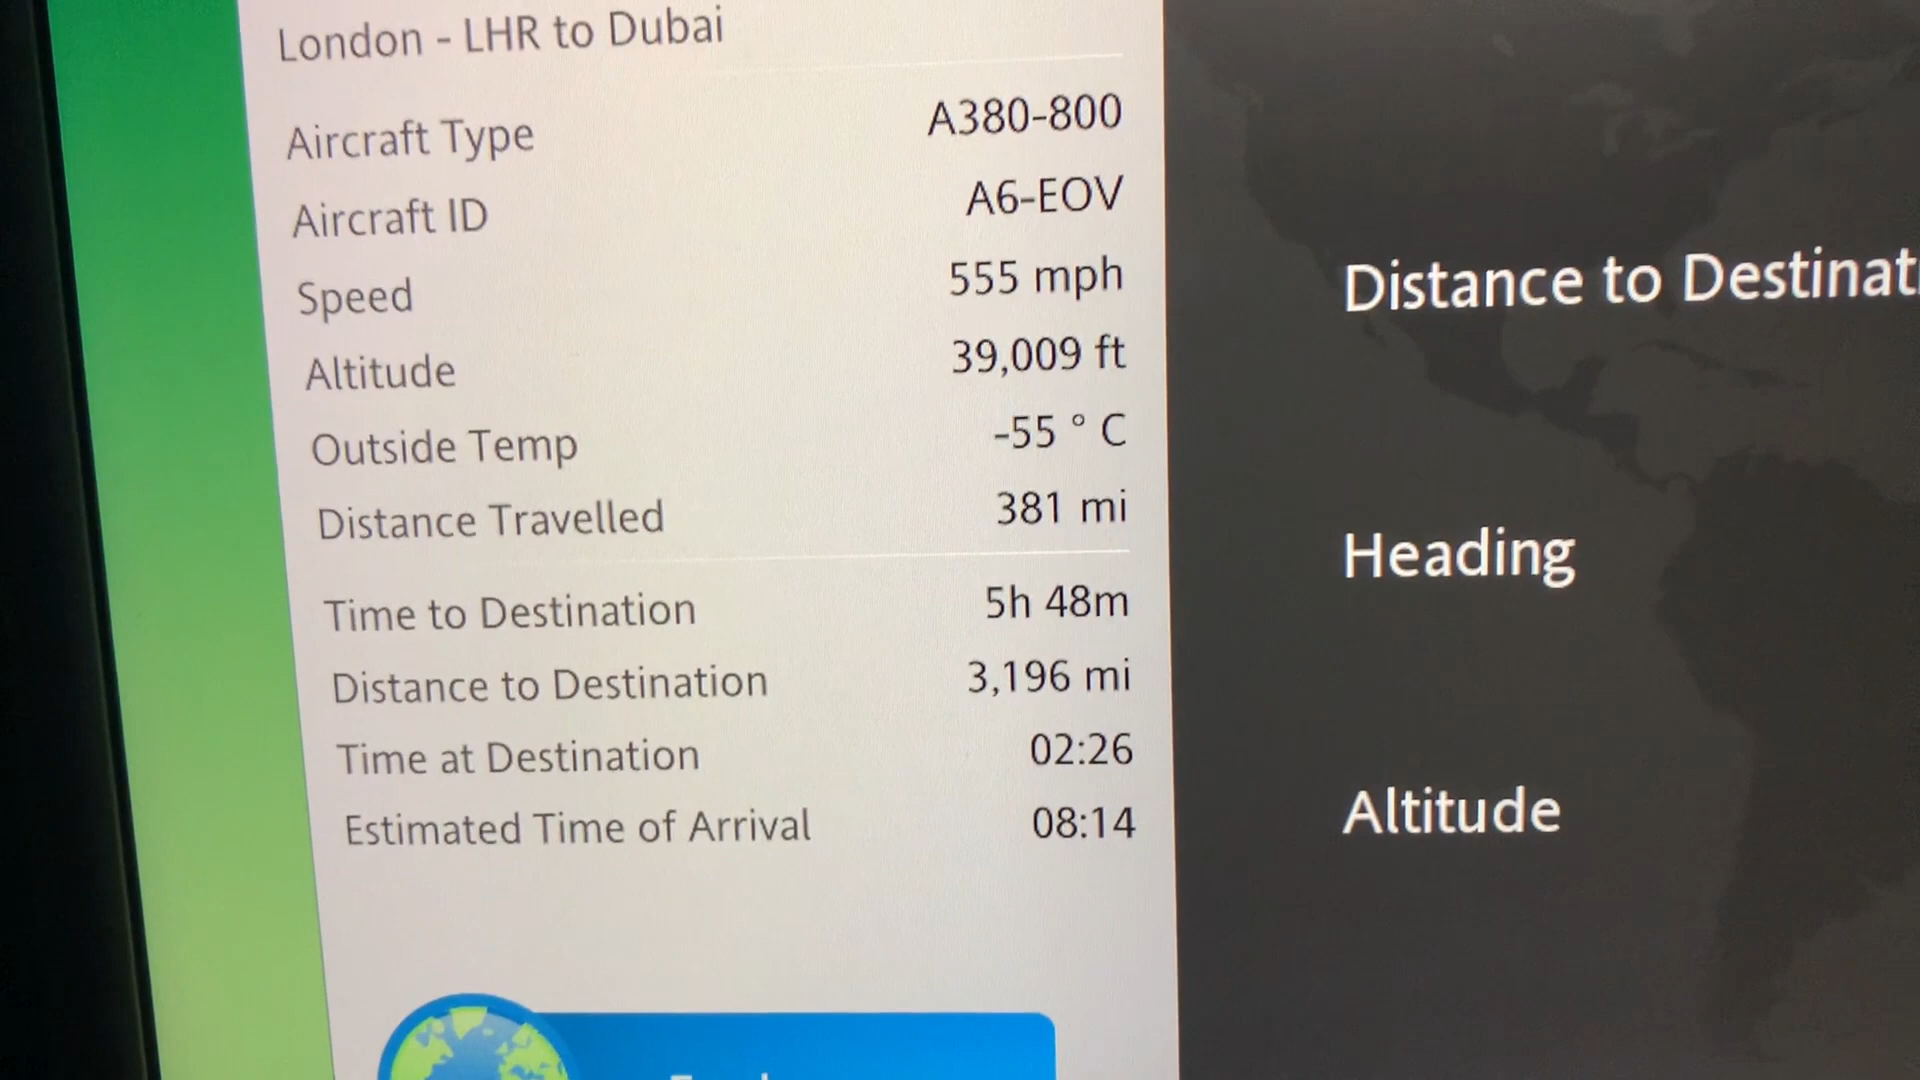 London - LHR to Dubai
Aircraft Type A380-800
Aircraft ID A6-EOV
Speed 555 mph
Altitude 39,009 ft
Outside Temp -55 ° C
Distance Travelled 381 mi
Time to Destination 5h 48m
Distance to Destination 3,196 mi
Time at Destination 02:26
Estimated Time of Arrival 08:14
Distance to Destinat
Heading
Altitude